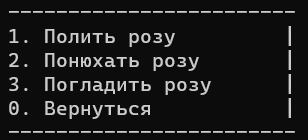 ------------------------
1. Полить розу         |
2. Понюхать розу       |
3. Погладить розу      |
0. Вернуться           |
------------------------